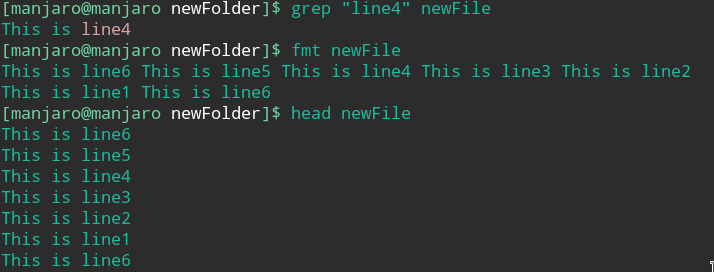 [manjaro@manjaro newFolder]$ grep "line4" newFile
This is line4
[manjaro@manjaro newFolder]$ fmt newFile
This is line6 This is line5 This is line4 This is line3 This is line2
This is line1 This is line6
[manjaro@manjaro newFolder]$ head newFile
This is line6
This is line5
This is line4
This is line3
This is line2
This is line1
This is line6